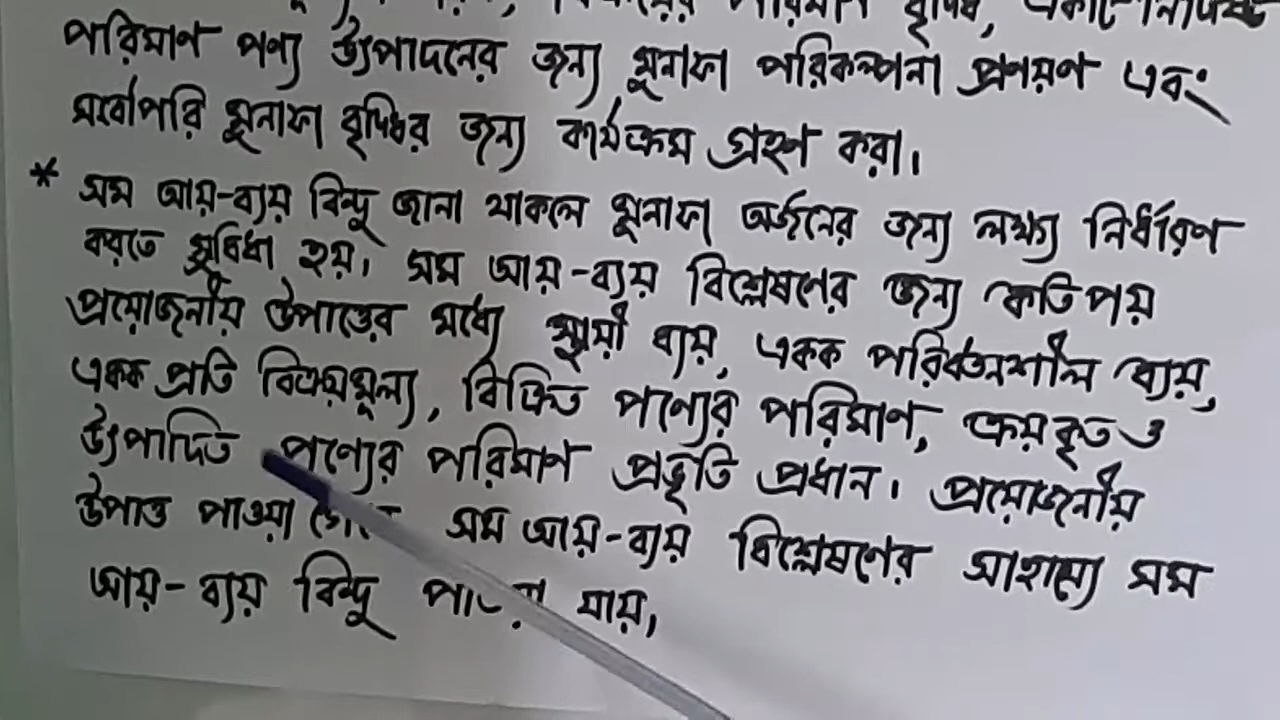 পরিমাণ বৃদ্ধি, একটি নির্দিষ্ট
পরিমাণ পণ্য উৎপাদনের জন্য মুনাফা পরিকল্পনা প্রণয়ণ এবং
সর্বোপরি মুনাফা বৃদ্ধির জন্য কার্যক্রম গ্রহণ করা।
* সম আয়-ব্যয় বিন্দু জানা থাকলে মুনাফা অর্জনের জন্য লক্ষ্য নির্ধারণ
করতে সুবিধা হয়। সম আয়-ব্যয় বিশ্লেষণের জন্য কতিপয়
প্রয়োজনীয় উপাত্তের মধ্যে স্থায়ী ব্যয়, একক পরিবর্তনশীল ব্যয়,
একক প্রতি বিক্রয়মূল্য, বিক্রিত পণ্যের পরিমাণ, ক্রয়কৃত ও
উৎপাদিত পণ্যের পরিমাণ প্রভৃতি প্রধান। প্রয়োজনীয়
উপাত্ত পাওয়া সম আয়-ব্যয় বিশ্লেষণের সাহায্যে সম
আয়-ব্যয় বিন্দু যায়,